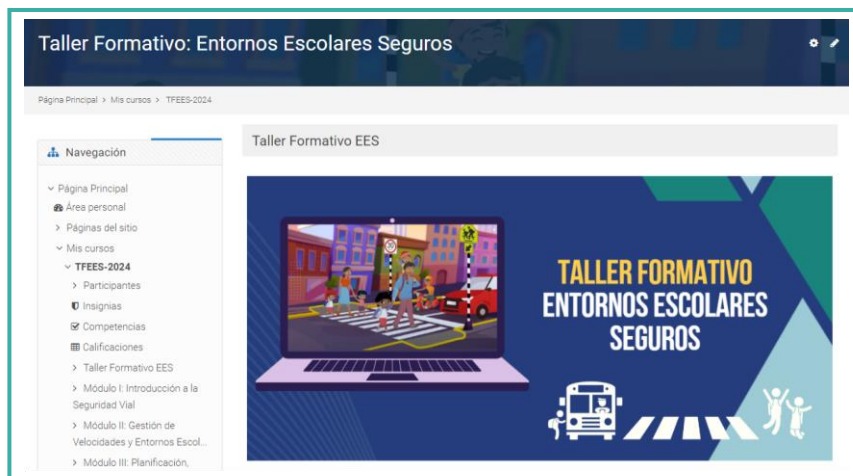 Taller Formativo: Entornos Escolares Seguros
Página Principal > Mis cursos > TFEES-2024
Navegación
Página Principal
Área personal
Páginas del sitio
Mis cursos
TFEES-2024
Participantes
Insignias
Competencias
Calificaciones
Taller Formativo EES
Módulo I: Introducción a la
Seguridad Vial
Módulo II: Gestión de
Velocidades y Entornos Escol...
Módulo III: Planificación,
Taller Formativo EES
TALLER FORMATIVO
ENTORNOS ESCOLARES
SEGUROS